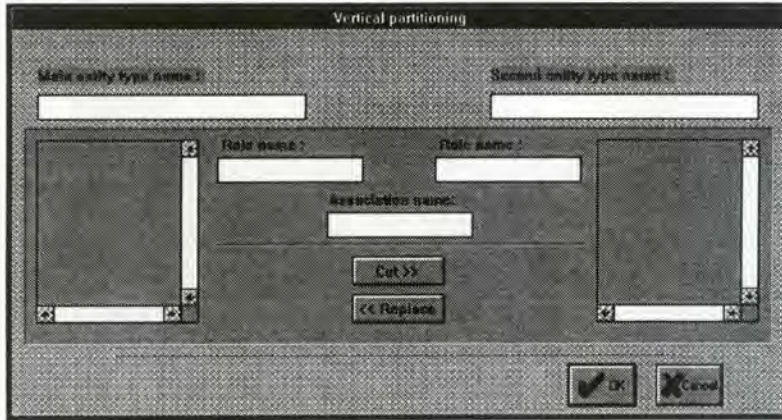 Vertical partitioning
Main entity type name : Second entity type name :
Role name : Role name :
Association name:
Cut >>
<< Replace
OK Cancel